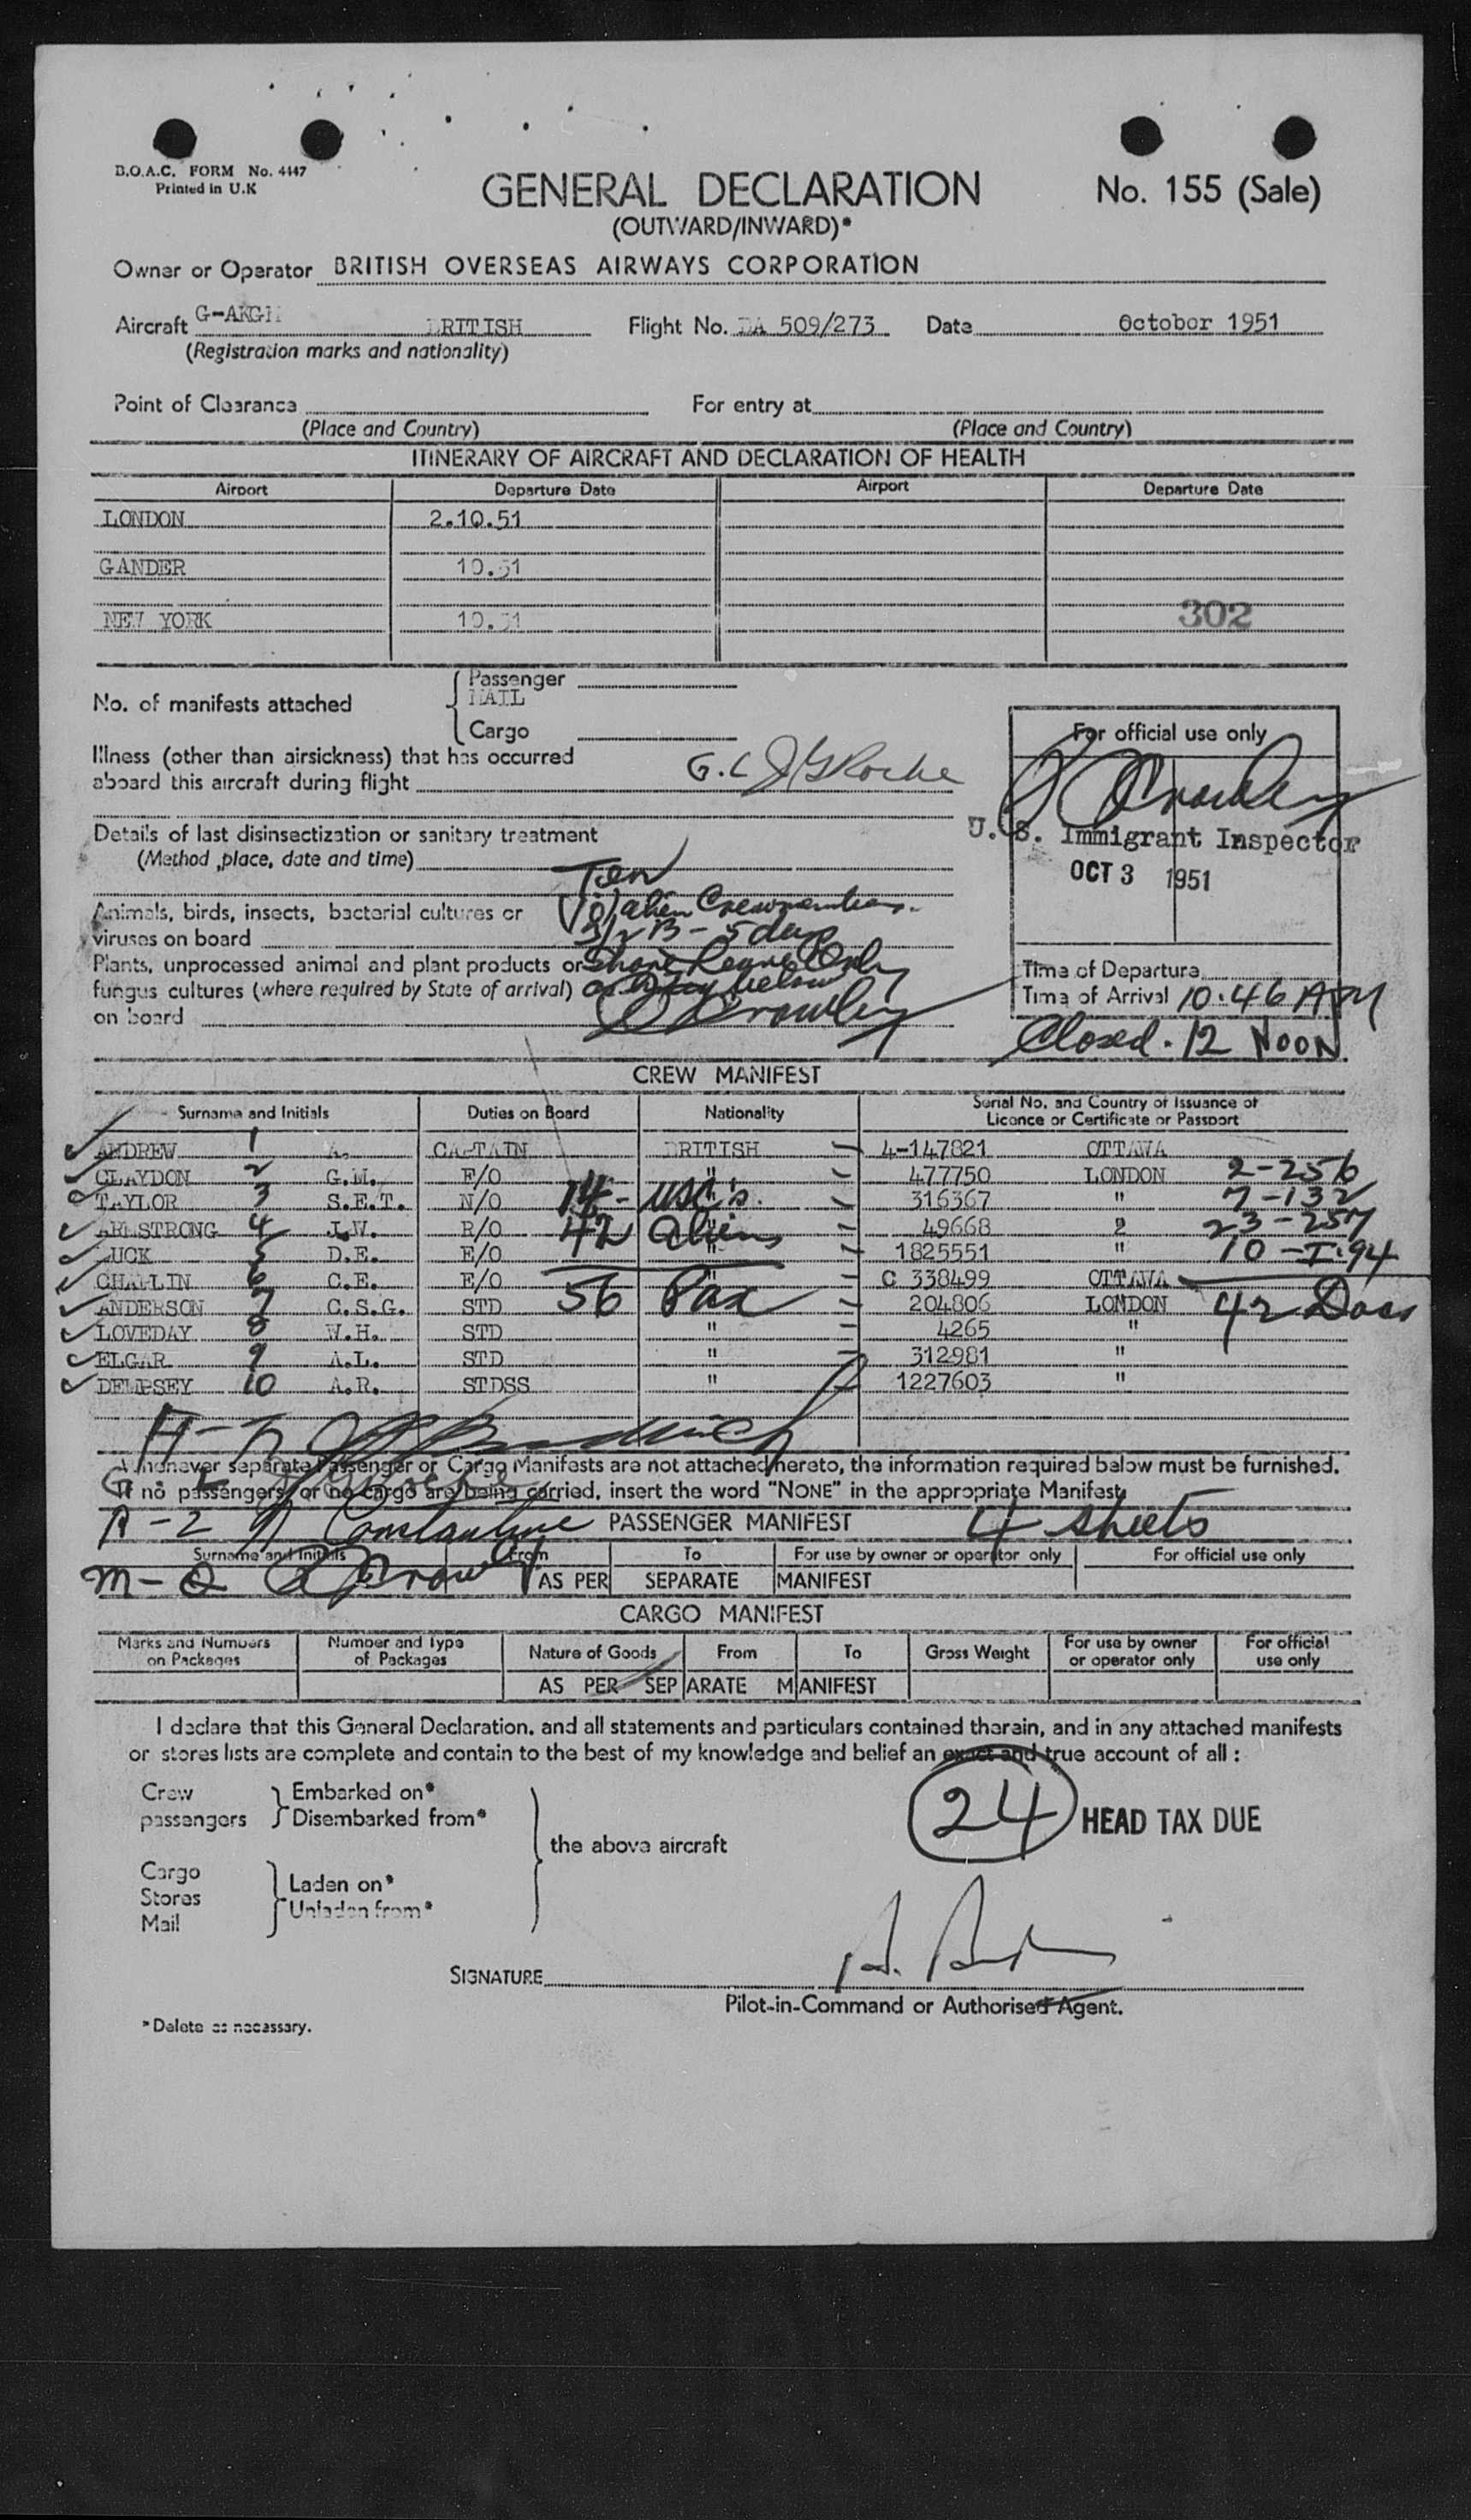 B.O.A.C. FORM No. 4447
Printed in U.K
GENERAL DECLARATION
No. 155 (Sale)
(OUTWARD/INWARD)*
Owner or Operator BRITISH OVERSEAS AIRWAYS CORPORATION
Aircraft BRITISH Flight No. BA 509/273 Date October 1951
(Registration marks and nationality)
Point of Clearance For entry at
(Place and Country) (Place and Country)
ITINERARY OF AIRCRAFT AND DECLARATION OF HEALTH
Airport Departure Date Airport Departure Date
LONDON 2.10.51
GANDER 10.51
NEW YORK 10.51 302
No. of manifests attached
Passenger
MAIL
Cargo
For official use only
Illness (other than airsickness) that has occurred
aboard this aircraft during flight
Details of last disinsectization or sanitary treatment
(Method ,place, date and time)
U. S. Immigrant Inspector
OCT 3 1951
Ten
(10) alien Crewmembers.
Animals, birds, insects, bacterial cultures or
viruses on board
3/2 B - 5 days
Plants, unprocessed animal and plant products or Shore Leave Only
fungus cultures (where required by State of arrival) below
on board Crowley
Time of Departure
Time of Arrival 10.46 AM
Closed. 12 NOON
CREW MANIFEST
Surname and Initials Duties on Board Nationality Serial No. and Country of Issuance of
Licence or Certificate or Passport
ANDREW 1 A. CAPTAIN BRITISH 4-147821 OTTAWA
CLAYDON 2 G.M. F/O " 477750 LONDON 2-256
TAYLOR 3 S.E.T. N/O 14 - USC's. 316367 " 7-132
ARMSTRONG 4 J.W. R/O 42 Aliens 49668 2 23-257
LUCK 5 D.E. E/O " 1825551 " 10-I-94
CHAPLIN 6 C.E. E/O " C 338499 OTTAWA
ANDERSON 7 C.S.G. STD 56 Pax 204806 LONDON 42 Docs
LOVEDAY 8 W.H. STD " 4265 "
ELGAR 9 A.L. STD " 312981 "
DEMPSEY 10 A.R. STDSS " 1227603 "
Whenever separate Passenger or Cargo Manifests are not attached hereto, the information required below must be furnished.
If no passengers, or no cargo are being carried, insert the word "NONE" in the appropriate Manifest
A-2 Constantine PASSENGER MANIFEST 4 sheets
Surname and Initials From To For use by owner or operator only For official use only
AS PER SEPARATE MANIFEST
CARGO MANIFEST
Marks and Numbers on Packages Number and Type of Packages Nature of Goods From To Gross Weight For use by owner or operator only For official use only
AS PER SEPARATE MANIFEST
I declare that this General Declaration, and all statements and particulars contained therein, and in any attached manifests
or stores lists are complete and contain to the best of my knowledge and belief an exact and true account of all :
Crew
passengers
Embarked on*
Disembarked from*
the above aircraft
Cargo
Stores
Mail
Laden on*
Unladen from*
24 HEAD TAX DUE
SIGNATURE
Pilot-in-Command or Authorised Agent.
*Delete as necessary.